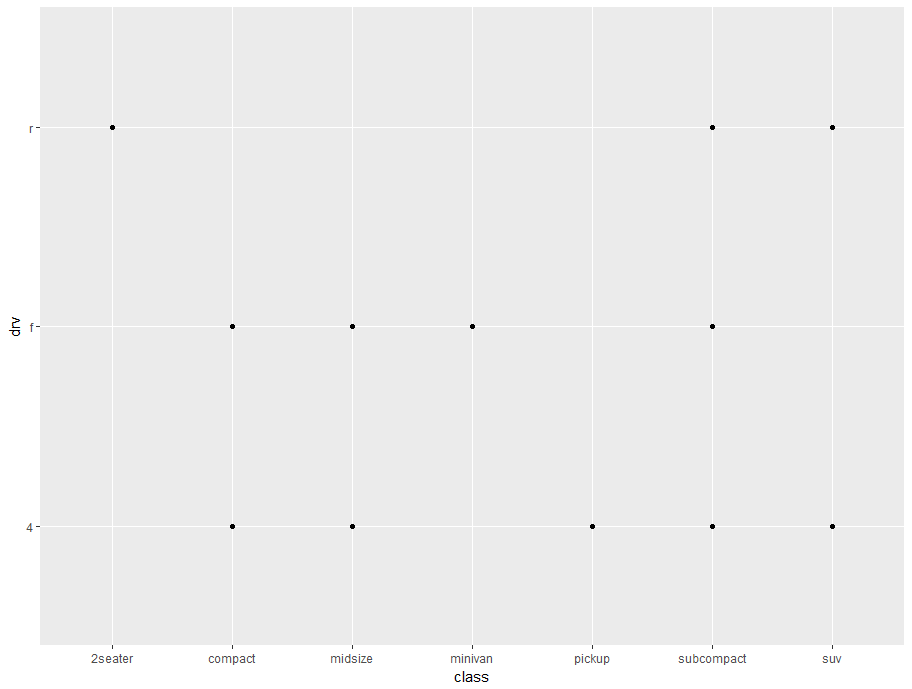 r
f
4
drv
2seater compact midsize minivan pickup subcompact suv
class